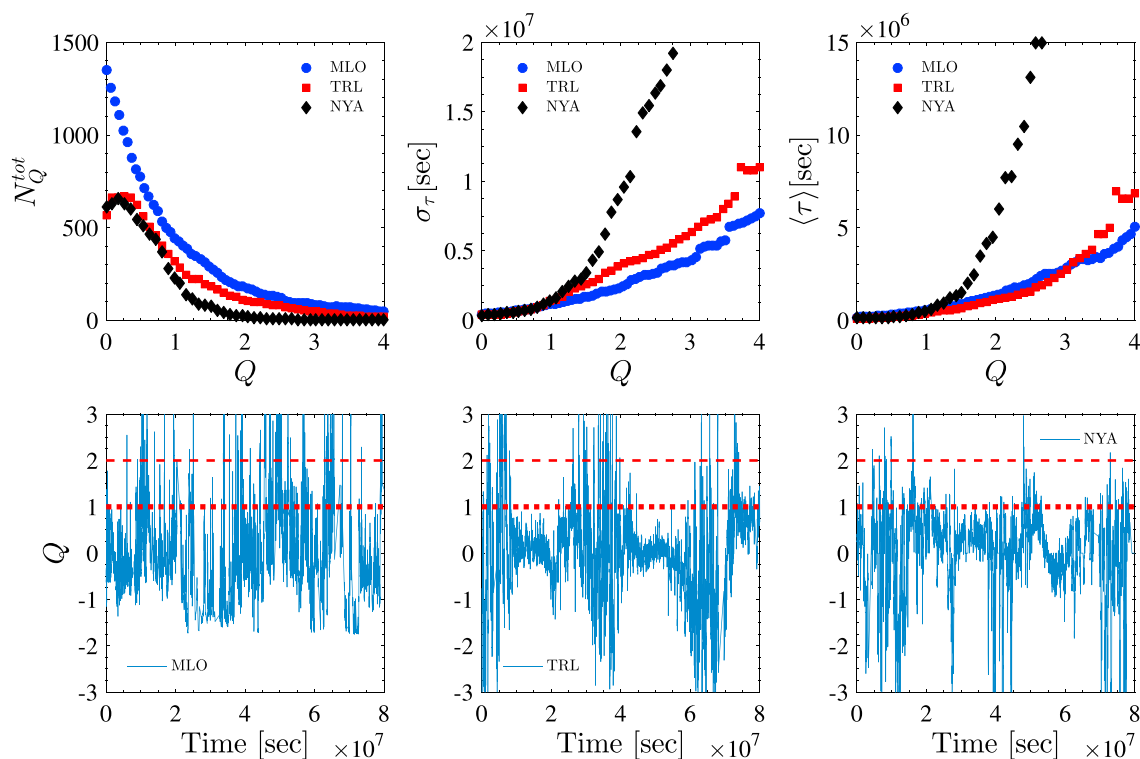 1500
1000
500
0
0 1 2 3 4
N_Q^{tot}
Q
MLO
TRL
NYA
×10^7
2
1.5
1
0.5
0
0 1 2 3 4
σ_τ [sec]
Q
MLO
TRL
NYA
×10^6
15
10
5
0
0 1 2 3 4
⟨τ⟩ [sec]
Q
MLO
TRL
NYA
3
2
1
0
-1
-2
-3
Q
MLO
0 2 4 6 8
Time [sec] ×10^7
3
2
1
0
-1
-2
-3
TRL
0 2 4 6 8
Time [sec] ×10^7
3
2
1
0
-1
-2
-3
NYA
0 2 4 6 8
Time [sec] ×10^7